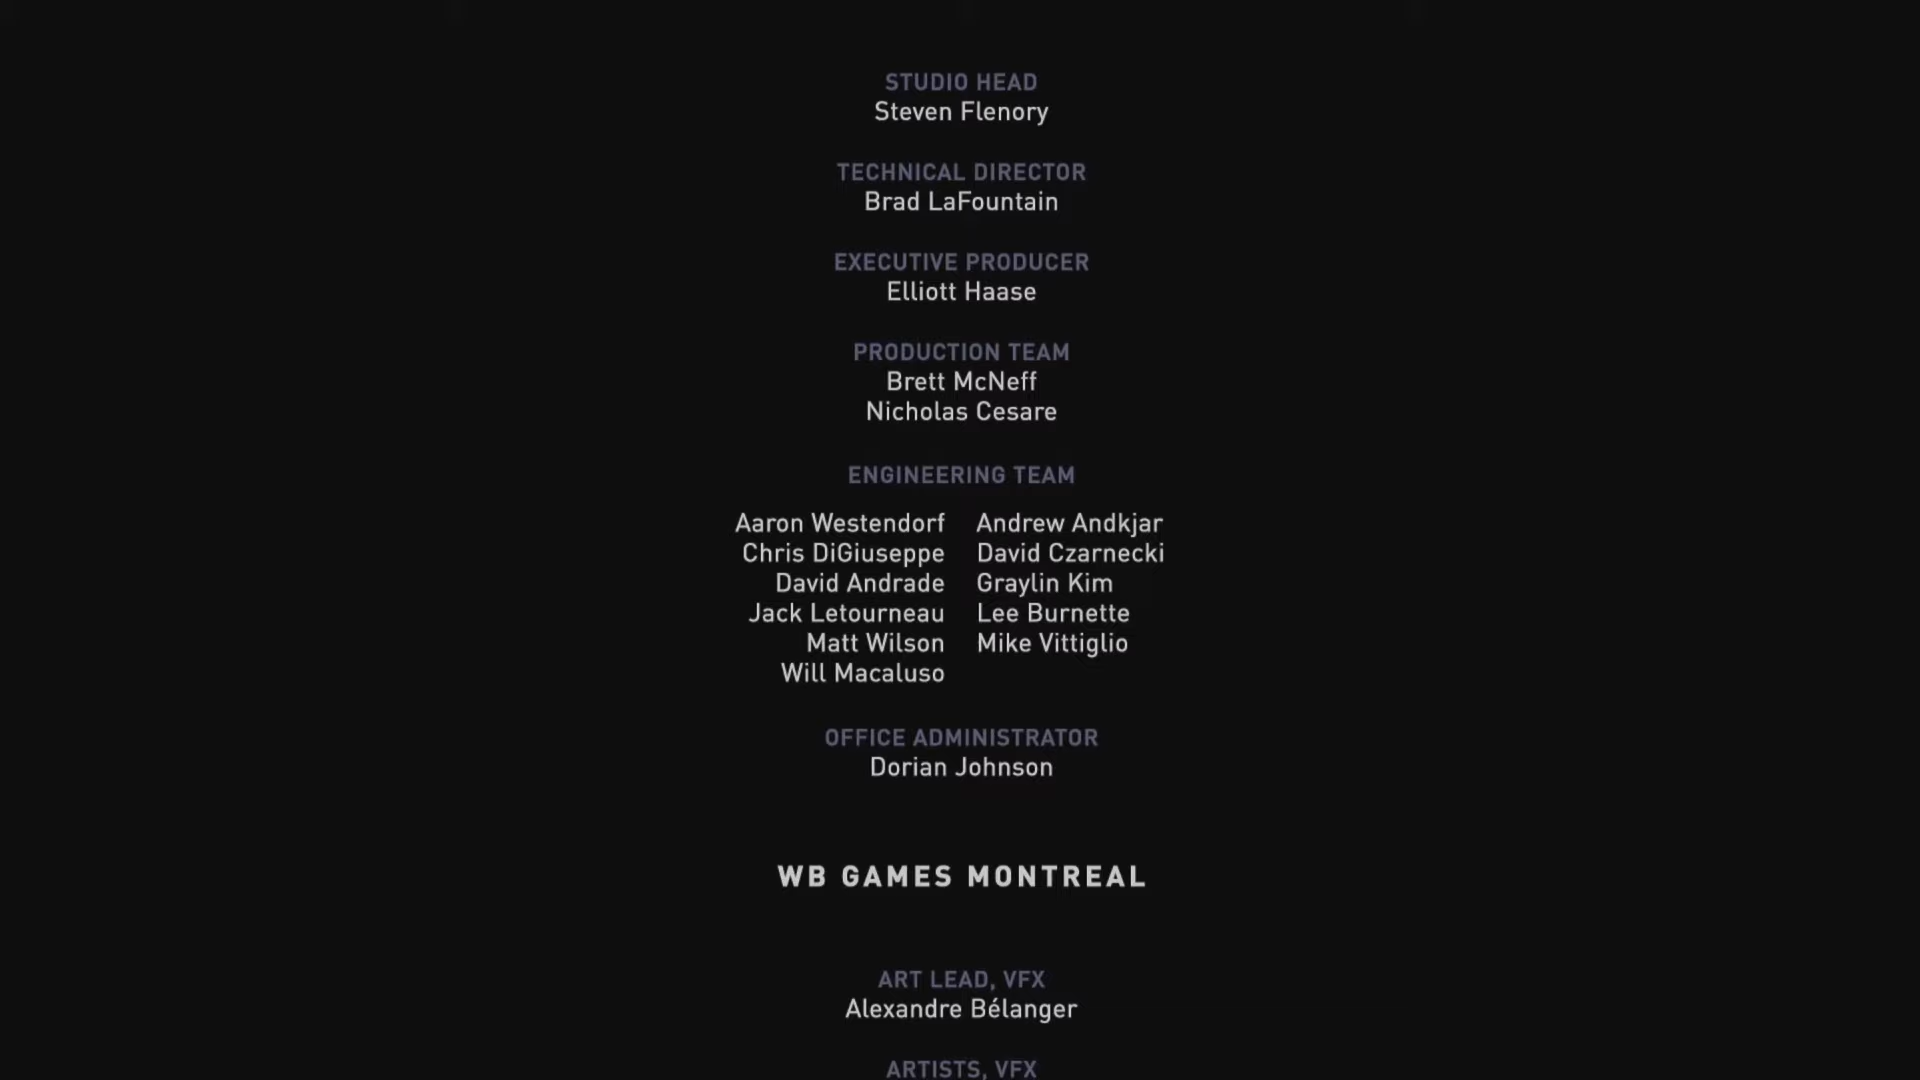 STUDIO HEAD
Steven Flenory
TECHNICAL DIRECTOR
Brad LaFountain
EXECUTIVE PRODUCER
Elliott Haase
PRODUCTION TEAM
Brett McNeff
Nicholas Cesare
ENGINEERING TEAM
Aaron Westendorf Andrew Andkjar
Chris DiGiuseppe David Czarnecki
David Andrade Graylin Kim
Jack Letourneau Lee Burnette
Matt Wilson Mike Vittiglio
Will Macaluso
OFFICE ADMINISTRATOR
Dorian Johnson
WB GAMES MONTREAL
ART LEAD, VFX
Alexandre Bélanger
ARTISTS, VFX